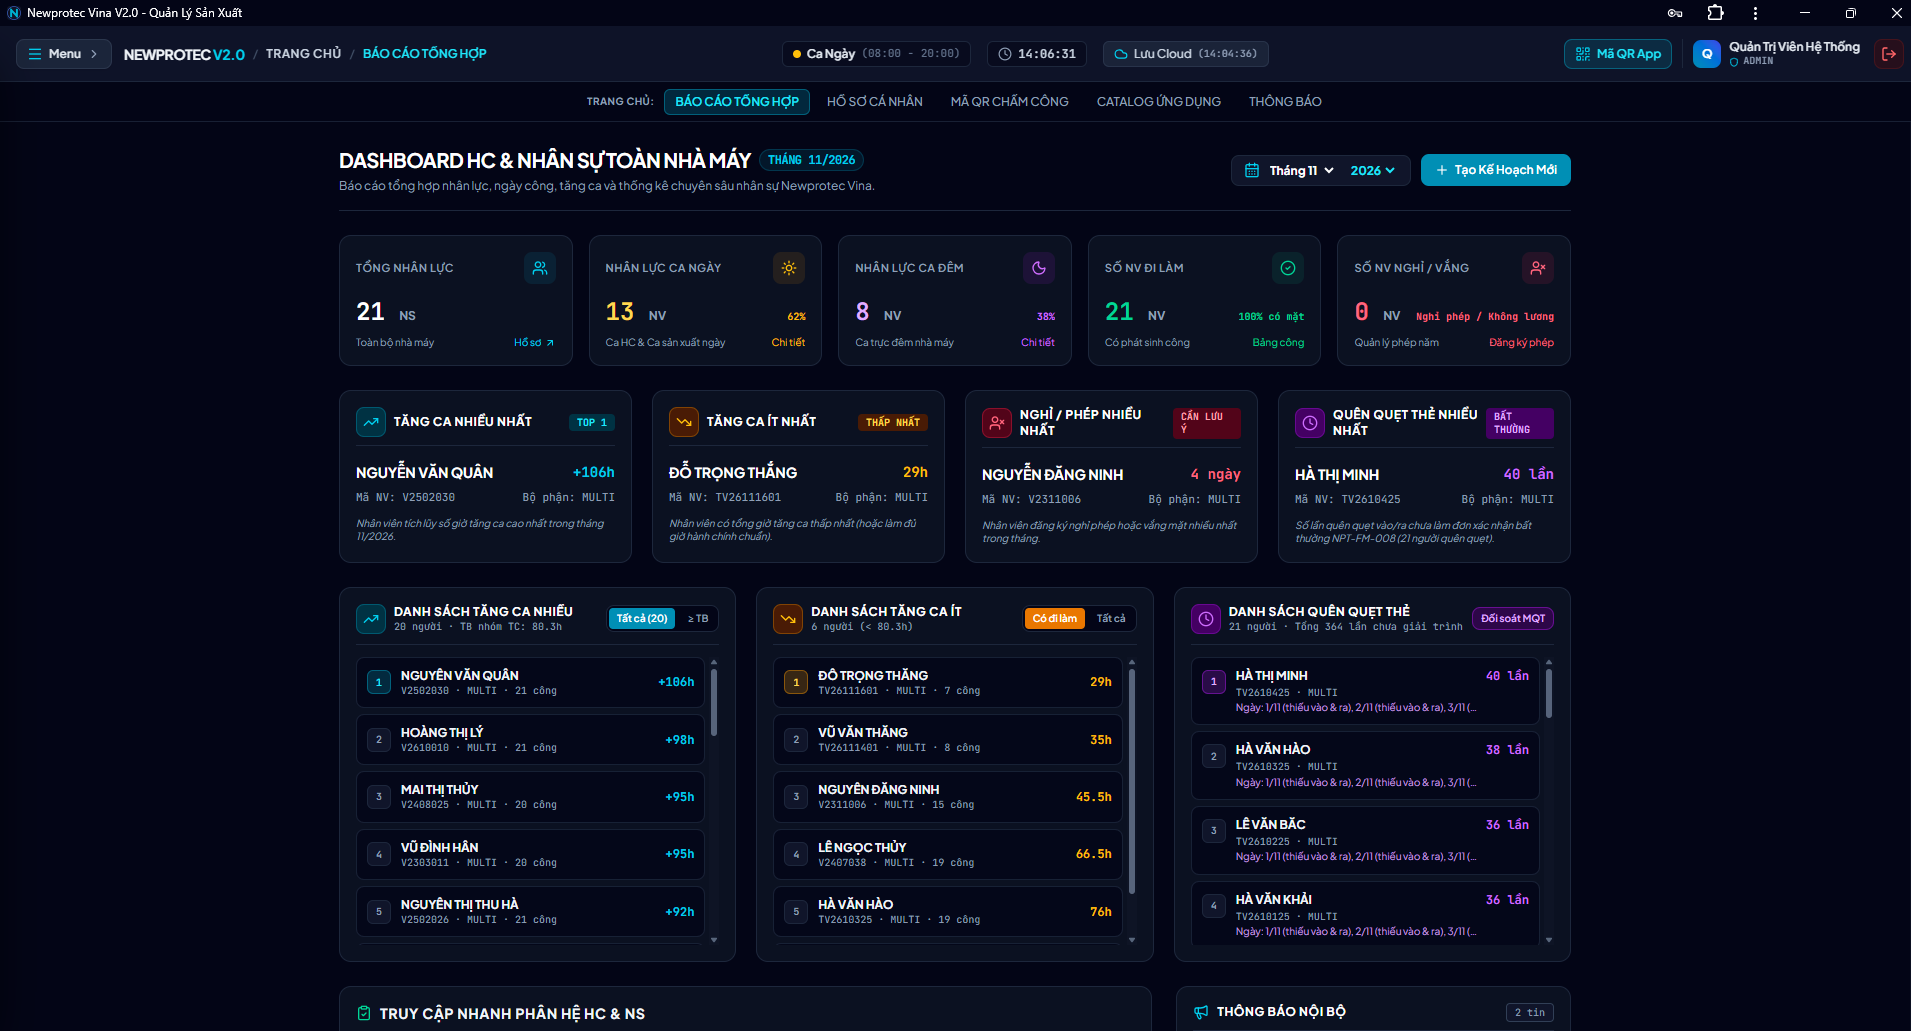 Newprotec Vina V2.0 - Quản Lý Sản Xuất
Menu
NEWPROTEC V2.0 / TRANG CHỦ / BÁO CÁO TỔNG HỢP
Ca Ngày (08:00 - 20:00)
14:06:31
Lưu Cloud (14:04:36)
Mã QR App
Q
Quản Trị Viên Hệ Thống
ADMIN
TRANG CHỦ:
BÁO CÁO TỔNG HỢP
HỒ SƠ CÁ NHÂN
MÃ QR CHẤM CÔNG
CATALOG ỨNG DỤNG
THÔNG BÁO
DASHBOARD HC & NHÂN SỰ TOÀN NHÀ MÁY
THÁNG 11/2026
Báo cáo tổng hợp nhân lực, ngày công, tăng ca và thống kê chuyên sâu nhân sự Newprotec Vina.
Tháng 11
2026
+ Tạo Kế Hoạch Mới
TỔNG NHÂN LỰC
21 NS
Toàn bộ nhà máy
Hồ sơ
NHÂN LỰC CA NGÀY
13 NV
62%
Ca HC & Ca sản xuất ngày
Chi tiết
NHÂN LỰC CA ĐÊM
8 NV
38%
Ca trực đêm nhà máy
Chi tiết
SỐ NV ĐI LÀM
21 NV
100% có mặt
Có phát sinh công
Bảng công
SỐ NV NGHỈ / VẮNG
0 NV
Nghỉ phép / Không lương
Quản lý phép năm
Đăng ký phép
TĂNG CA NHIỀU NHẤT
TOP 1
NGUYỄN VĂN QUÂN
+106h
Mã NV: V2502030
Bộ phận: MULTI
Nhân viên tích lũy số giờ tăng ca cao nhất trong tháng
11/2026.
TĂNG CA ÍT NHẤT
THẤP NHẤT
ĐỖ TRỌNG THẮNG
29h
Mã NV: TV26111601
Bộ phận: MULTI
Nhân viên có tổng giờ tăng ca thấp nhất (hoặc làm đủ
giờ hành chính chuẩn).
NGHỈ / PHÉP NHIỀU
NHẤT
CẦN LƯU
Ý
NGUYỄN ĐĂNG NINH
4 ngày
Mã NV: V2311006
Bộ phận: MULTI
Nhân viên đăng ký nghỉ phép hoặc vắng mặt nhiều nhất
trong tháng.
QUÊN QUẸT THẺ NHIỀU
NHẤT
BẤT
THƯỜNG
HÀ THỊ MINH
40 lần
Mã NV: TV2610425
Bộ phận: MULTI
Số lần quên quẹt vào/ra chưa làm đơn xác nhận bất
thường NPT-FM-008 (21 người quên quẹt).
DANH SÁCH TĂNG CA NHIỀU
20 người · TB nhóm TC: 80.3h
Tất cả (20)
≥ TB
1
NGUYỄN VĂN QUÂN
V2502030 · MULTI · 21 công
+106h
2
HOÀNG THỊ LÝ
V2610010 · MULTI · 21 công
+98h
3
MAI THỊ THỦY
V2408025 · MULTI · 20 công
+95h
4
VŨ ĐÌNH HÂN
V2303011 · MULTI · 20 công
+95h
5
NGUYỄN THỊ THU HÀ
V2502026 · MULTI · 21 công
+92h
DANH SÁCH TĂNG CA ÍT
6 người (< 80.3h)
Có đi làm
Tất cả
1
ĐỖ TRỌNG THẮNG
TV26111601 · MULTI · 7 công
29h
2
VŨ VĂN THĂNG
TV26111401 · MULTI · 8 công
35h
3
NGUYỄN ĐĂNG NINH
V2311006 · MULTI · 15 công
45.5h
4
LÊ NGỌC THỦY
V2407038 · MULTI · 19 công
66.5h
5
HÀ VĂN HÀO
TV2610325 · MULTI · 19 công
76h
DANH SÁCH QUÊN QUẸT THẺ
21 người · Tổng 364 lần chưa giải trình
Đối soát MQT
1
HÀ THỊ MINH
40 lần
TV2610425 · MULTI
Ngày: 1/11 (thiếu vào & ra), 2/11 (thiếu vào & ra), 3/11 (...
2
HÀ VĂN HÀO
38 lần
TV2610325 · MULTI
Ngày: 1/11 (thiếu vào & ra), 2/11 (thiếu vào & ra), 3/11 (...
3
LÊ VĂN BẮC
36 lần
TV2610225 · MULTI
Ngày: 1/11 (thiếu vào & ra), 2/11 (thiếu vào & ra), 3/11 (...
4
HÀ VĂN KHẢI
36 lần
TV2610125 · MULTI
Ngày: 1/11 (thiếu vào & ra), 2/11 (thiếu vào & ra), 3/11 (...
TRUY CẬP NHANH PHÂN HỆ HC & NS
THÔNG BÁO NỘI BỘ
2 tin